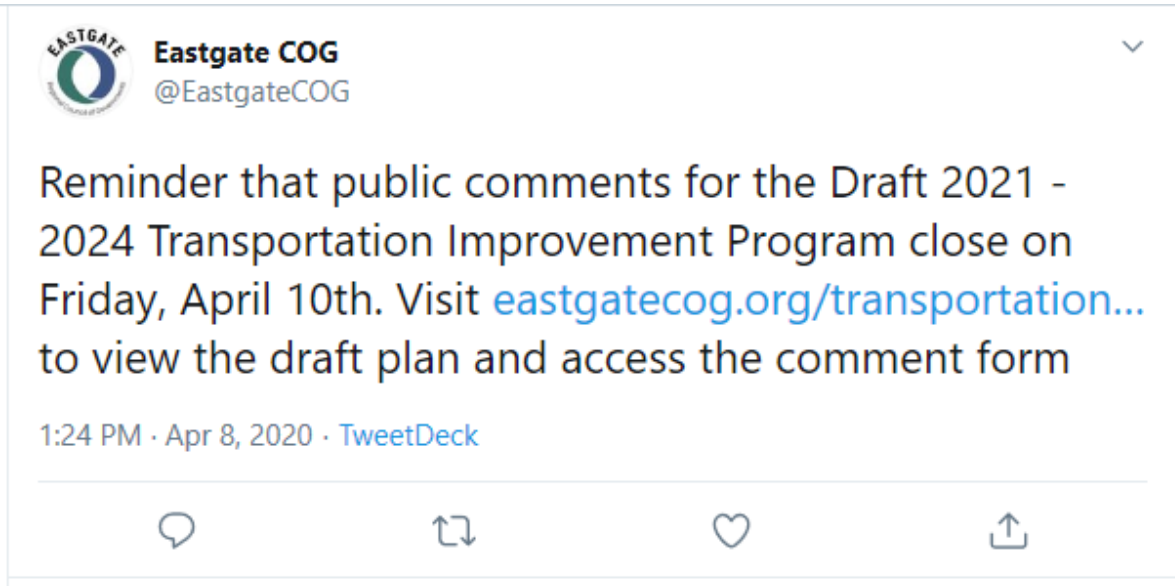 EASTGATE
Eastgate COG
@EastgateCOG
Reminder that public comments for the Draft 2021 -
2024 Transportation Improvement Program close on
Friday, April 10th. Visit eastgatecog.org/transportation...
to view the draft plan and access the comment form
1:24 PM · Apr 8, 2020 · TweetDeck